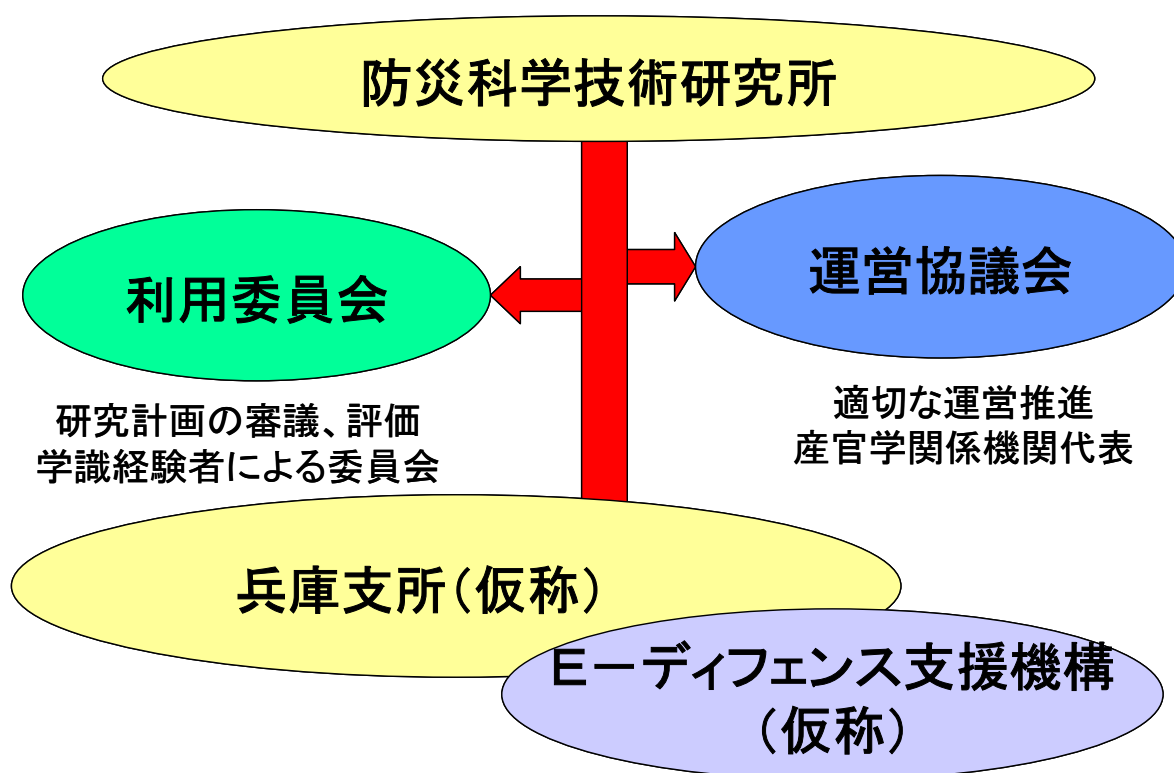 防災科学技術研究所
利用委員会
運営協議会
研究計画の審議、評価
学識経験者による委員会
適切な運営推進
産官学関係機関代表
兵庫支所（仮称）
Ｅーディフェンス支援機構
（仮称）